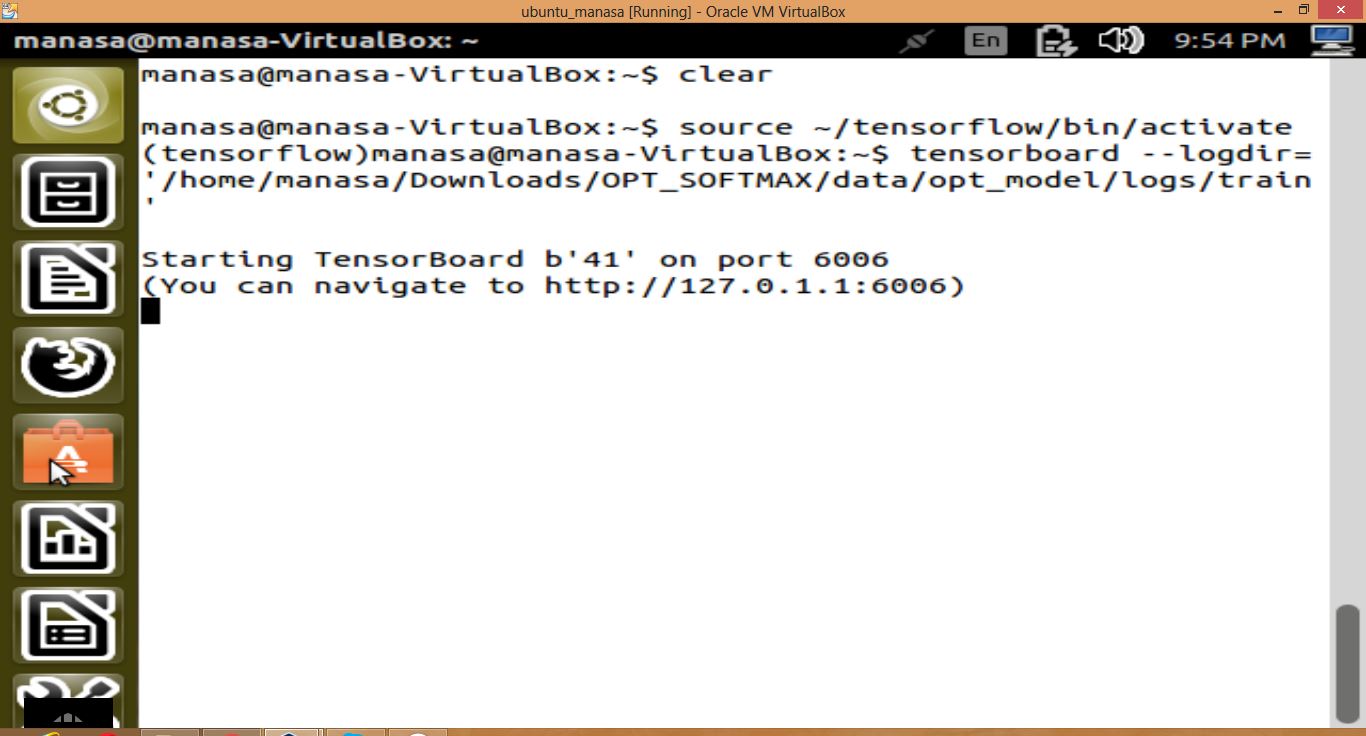 ubuntu_manasa [Running] - Oracle VM VirtualBox
manasa@manasa-VirtualBox: ~
En
9:54 PM
manasa@manasa-VirtualBox:~$ clear
manasa@manasa-VirtualBox:~$ source ~/tensorflow/bin/activate
(tensorflow)manasa@manasa-VirtualBox:~$ tensorboard --logdir=
'/home/manasa/Downloads/OPT_SOFTMAX/data/opt_model/logs/train
'
Starting TensorBoard b'41' on port 6006
(You can navigate to http://127.0.1.1:6006)